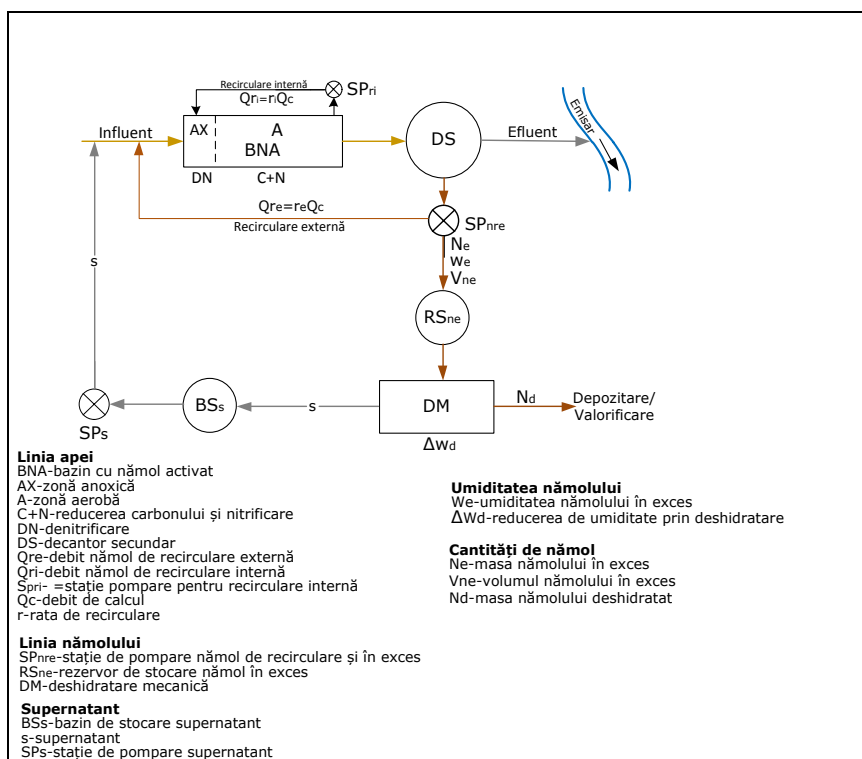 Recirculare internă
Qri=riQc
SPri
AX
A
BNA
Influent
DS
Efluent
Emisar
DN
C+N
Qre=reQc
Recirculare externă
SPnre
Ne
we
Vne
s
RSne
BSs
s
DM
Nd
Depozitare/
Valorificare
SPs
Δwd
Linia apei
BNA-bazin cu nămol activat
AX-zonă anoxică
A-zonă aerobă
C+N-reducerea carbonului și nitrificare
DN-denitrificare
DS-decantor secundar
Qre-debit nămol de recirculare externă
Qri-debit nămol de recirculare internă
Spri- =stație pompare pentru recirculare internă
Qc-debit de calcul
r-rata de recirculare
Linia nămolului
SPnre-stație de pompare nămol de recirculare și în exces
RSne-rezervor de stocare nămol în exces
DM-deshidratare mecanică
Supernatant
BSs-bazin de stocare supernatant
s-supernatant
SPs-stație de pompare supernatant
Umiditatea nămolului
We-umiditatea nămolului în exces
ΔWd-reducerea de umiditate prin deshidratare
Cantități de nămol
Ne-masa nămolului în exces
Vne-volumul nămolului în exces
Nd-masa nămolului deshidratat